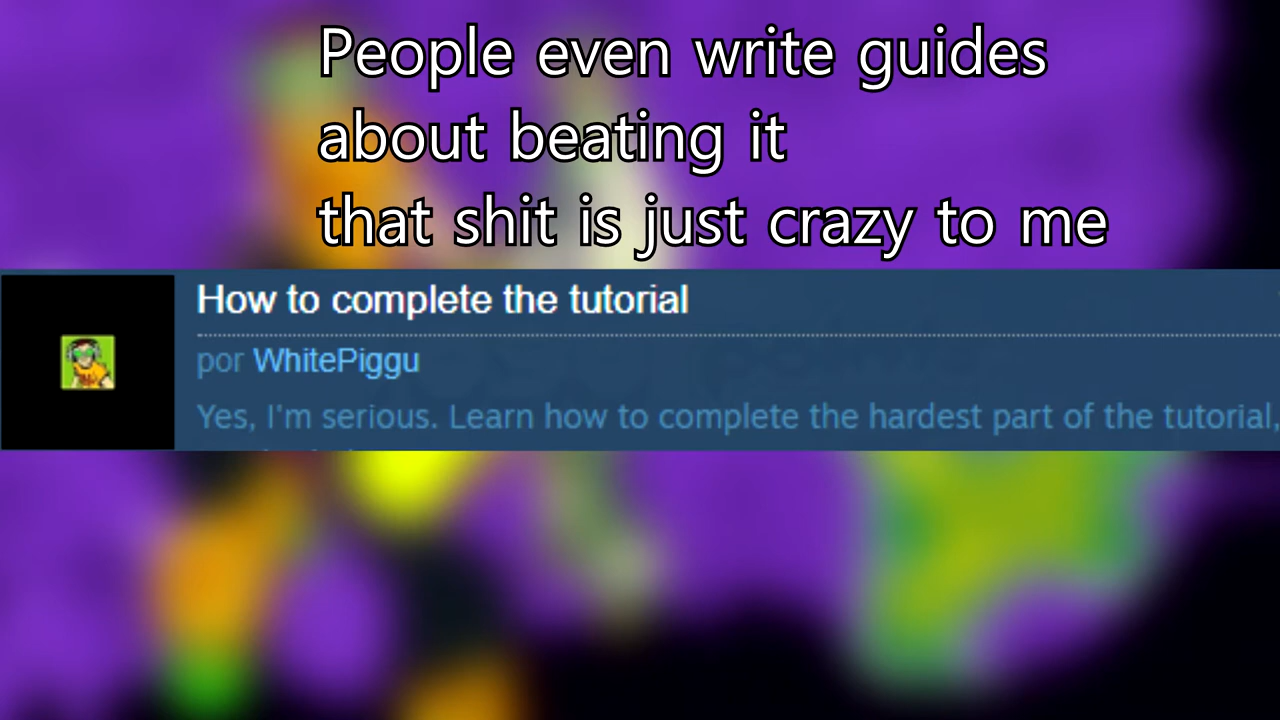 People even write guides
about beating it
that shit is just crazy to me
How to complete the tutorial
por WhitePiggu
Yes, I'm serious. Learn how to complete the hardest part of the tutorial,